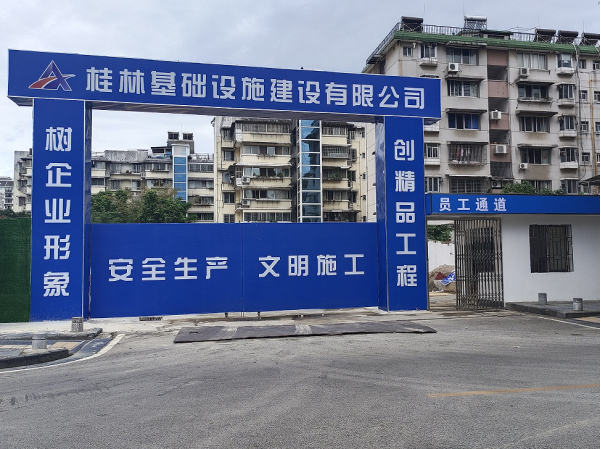 桂林基础设施建设有限公司
树企业形象
创精品工程
安全生产 文明施工
员工通道